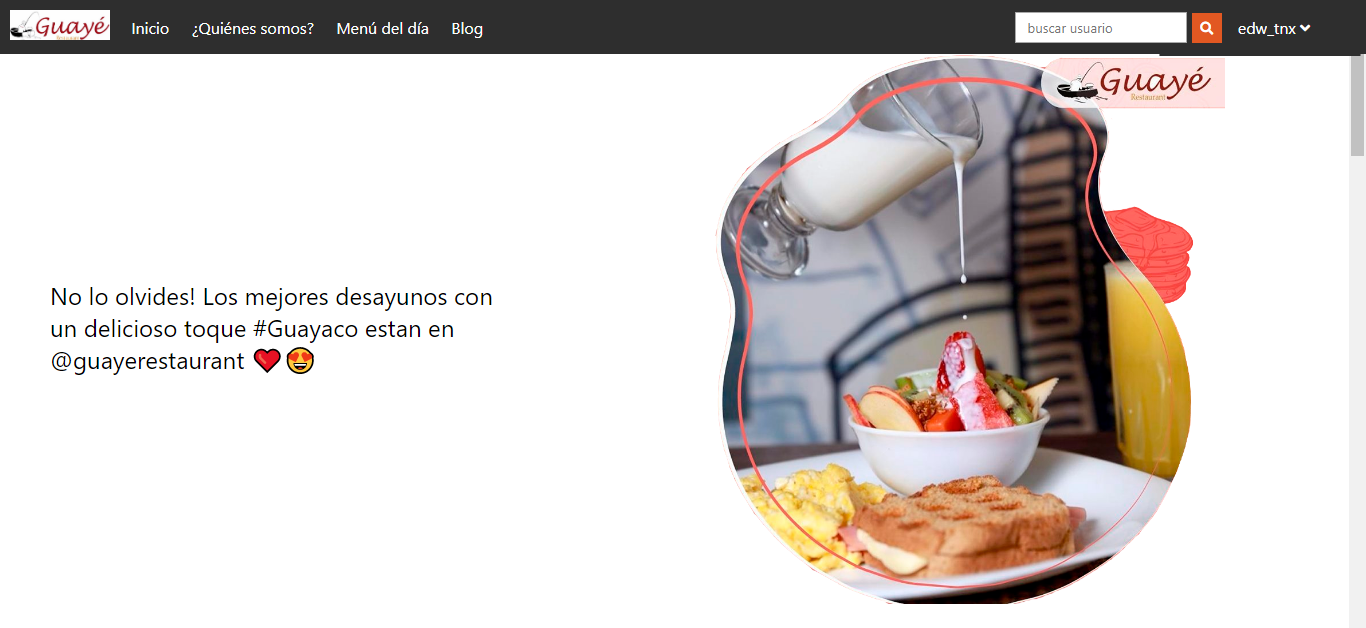 Guayé
Restaurant
Inicio
¿Quiénes somos?
Menú del día
Blog
buscar usuario
edw_tnx
Guayé
Restaurant
No lo olvides! Los mejores desayunos con
un delicioso toque #Guayaco estan en
@guayerestaurant ❤️😍